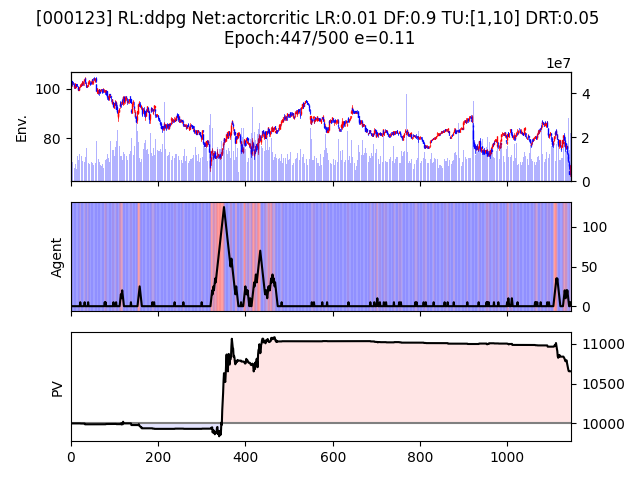 [000123] RL:ddpg Net:actorcritic LR:0.01 DF:0.9 TU:[1,10] DRT:0.05
Epoch:447/500 e=0.11
1e7
100
80
Env.
4
2
0
Agent
100
50
0
PV
11000
10500
10000
0 200 400 600 800 1000